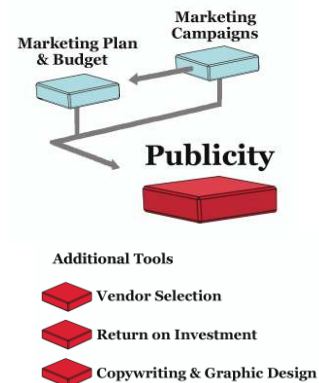 Marketing
Campaigns
Marketing Plan
& Budget
Publicity
Additional Tools
Vendor Selection
Return on Investment
Copywriting & Graphic Design